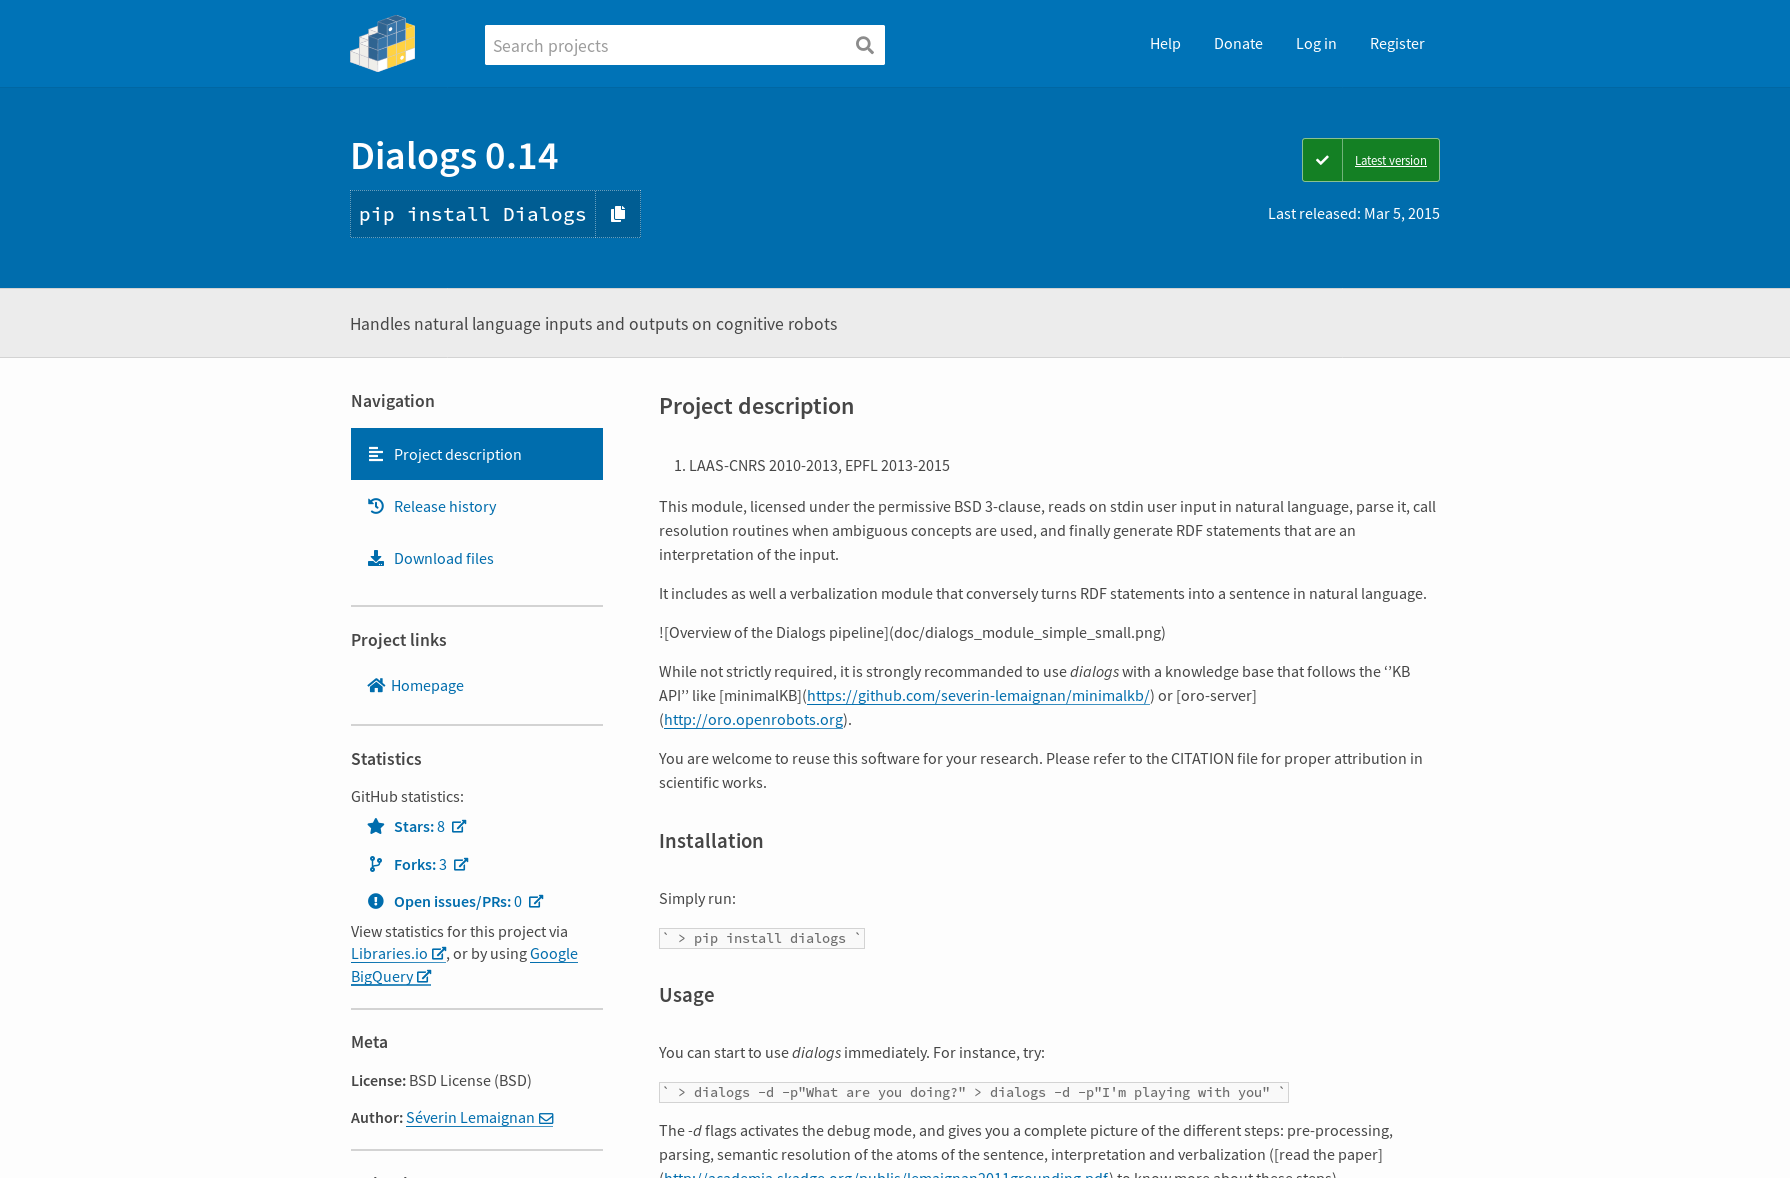 Search projects
Help
Donate
Log in
Register
Dialogs 0.14
pip install Dialogs
Latest version
Last released: Mar 5, 2015
Handles natural language inputs and outputs on cognitive robots
Navigation
Project description
Release history
Download files
Project links
Homepage
Statistics
GitHub statistics:
Stars: 8
Forks: 3
Open issues/PRs: 0
View statistics for this project via
Libraries.io , or by using Google
BigQuery
Meta
License: BSD License (BSD)
Author: Séverin Lemaignan
Project description
1. LAAS-CNRS 2010-2013, EPFL 2013-2015
This module, licensed under the permissive BSD 3-clause, reads on stdin user input in natural language, parse it, call
resolution routines when ambiguous concepts are used, and finally generate RDF statements that are an
interpretation of the input.
It includes as well a verbalization module that conversely turns RDF statements into a sentence in natural language.
![Overview of the Dialogs pipeline](doc/dialogs_module_simple_small.png)
While not strictly required, it is strongly recommanded to use dialogs with a knowledge base that follows the ‘’KB
API’’ like [minimalKB](https://github.com/severin-lemaignan/minimalkb/) or [oro-server]
(http://oro.openrobots.org).
You are welcome to reuse this software for your research. Please refer to the CITATION file for proper attribution in
scientific works.
Installation
Simply run:
` > pip install dialogs `
Usage
You can start to use dialogs immediately. For instance, try:
` > dialogs -d -p"What are you doing?" > dialogs -d -p"I'm playing with you" `
The -d flags activates the debug mode, and gives you a complete picture of the different steps: pre-processing,
parsing, semantic resolution of the atoms of the sentence, interpretation and verbalization ([read the paper]
(http://academia.skadge.org/publis/lemaignan2011grounding.pdf) to know more about these steps).